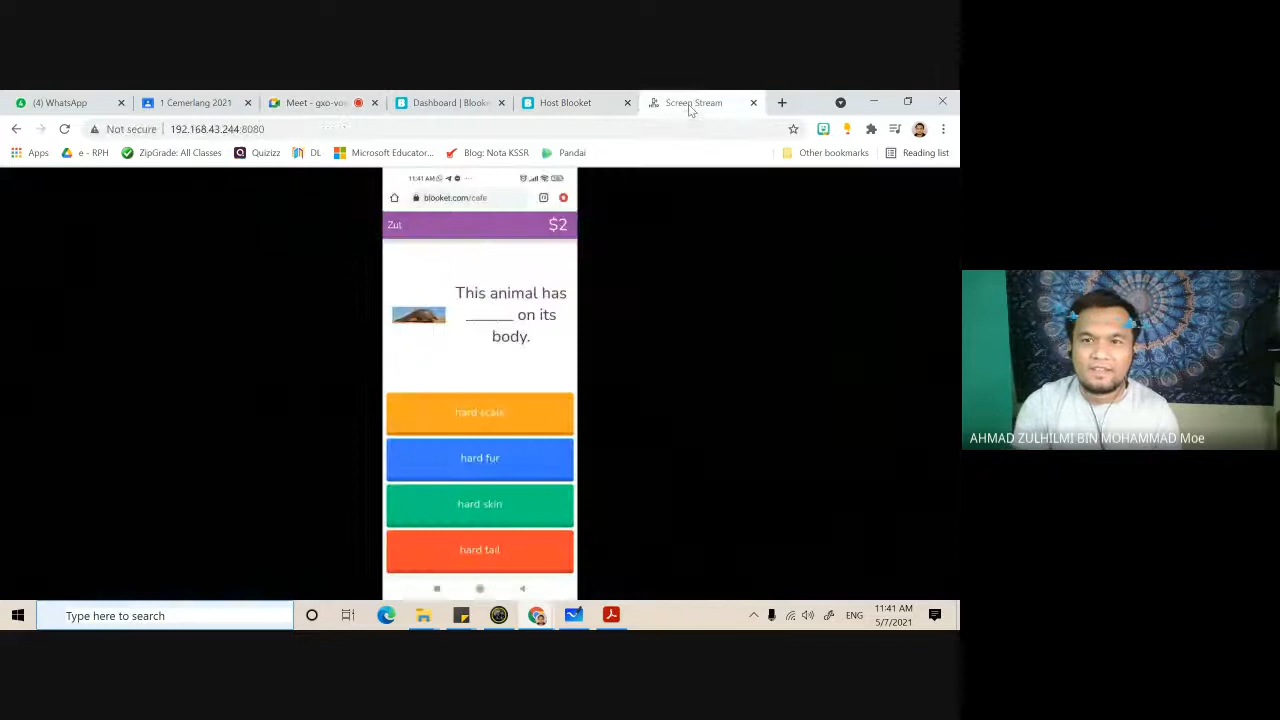 (4) WhatsApp
1 Cemerlang 2021
Meet - gxo-vo
Dashboard | Blooke
Host Blooket
Screen Stream
Not secure
192.168.43.244:8080
Apps
e - RPH
ZipGrade: All Classes
Quizizz
DL
Microsoft Educator...
Blog: Nota KSSR
Pandai
Other bookmarks
Reading list
11:41 AM
blooket.com/cafe
Zul
$2
This animal has
______ on its
body.
hard scale
hard fur
hard skin
hard tail
AHMAD ZULHILMI BIN MOHAMMAD Moe
Type here to search
ENG
11:41 AM
5/7/2021